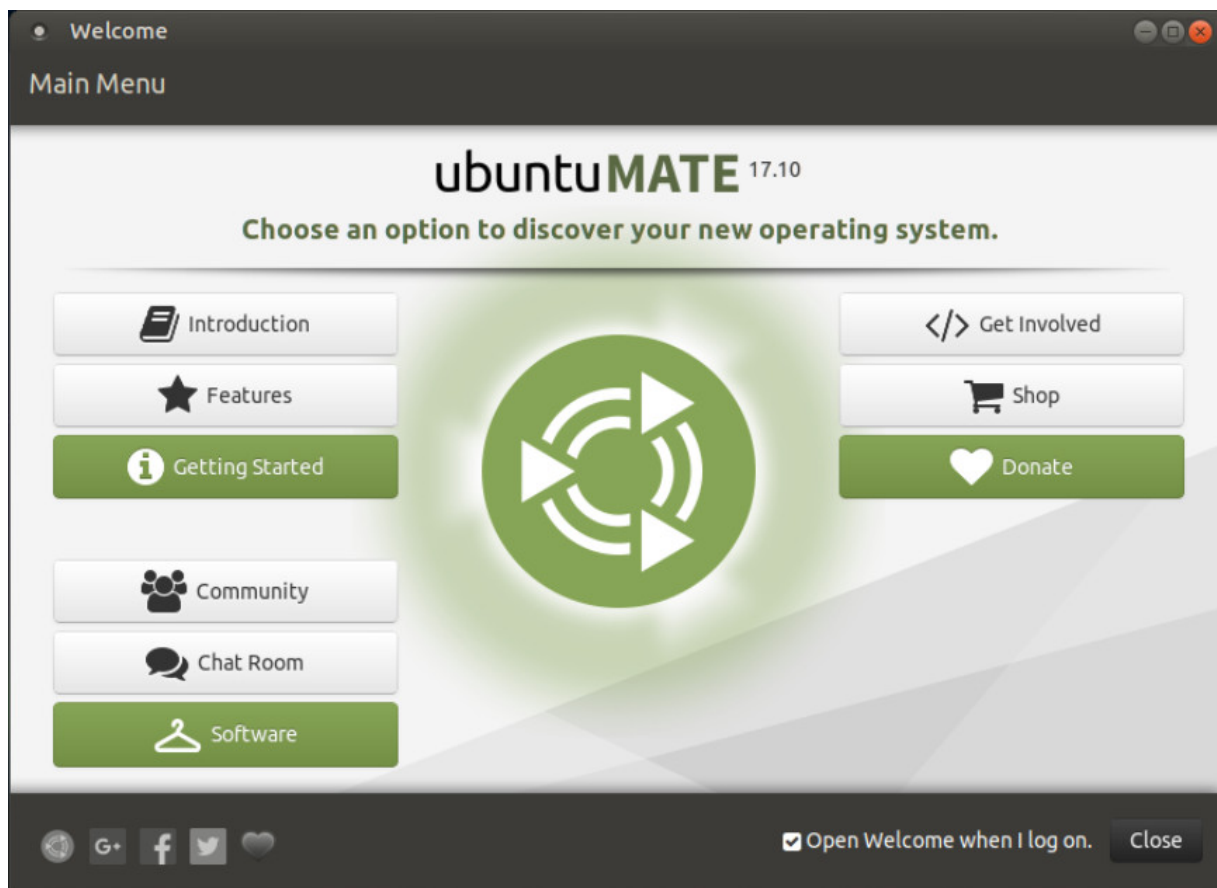 Welcome
Main Menu
ubuntuMATE 17.10
Choose an option to discover your new operating system.
Introduction
Features
Getting Started
Community
Chat Room
Software
</> Get Involved
Shop
Donate
G+
f
Open Welcome when I log on.
Close